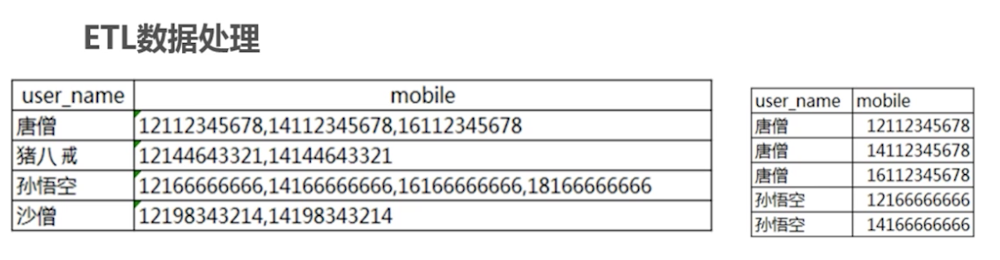 ETL数据处理
user_name mobile
唐僧 12112345678,14112345678,16112345678
猪八戒 12144643321,14144643321
孙悟空 12166666666,14166666666,16166666666,18166666666
沙僧 12198343214,14198343214
user_name mobile
唐僧 12112345678
唐僧 14112345678
唐僧 16112345678
孙悟空 12166666666
孙悟空 14166666666